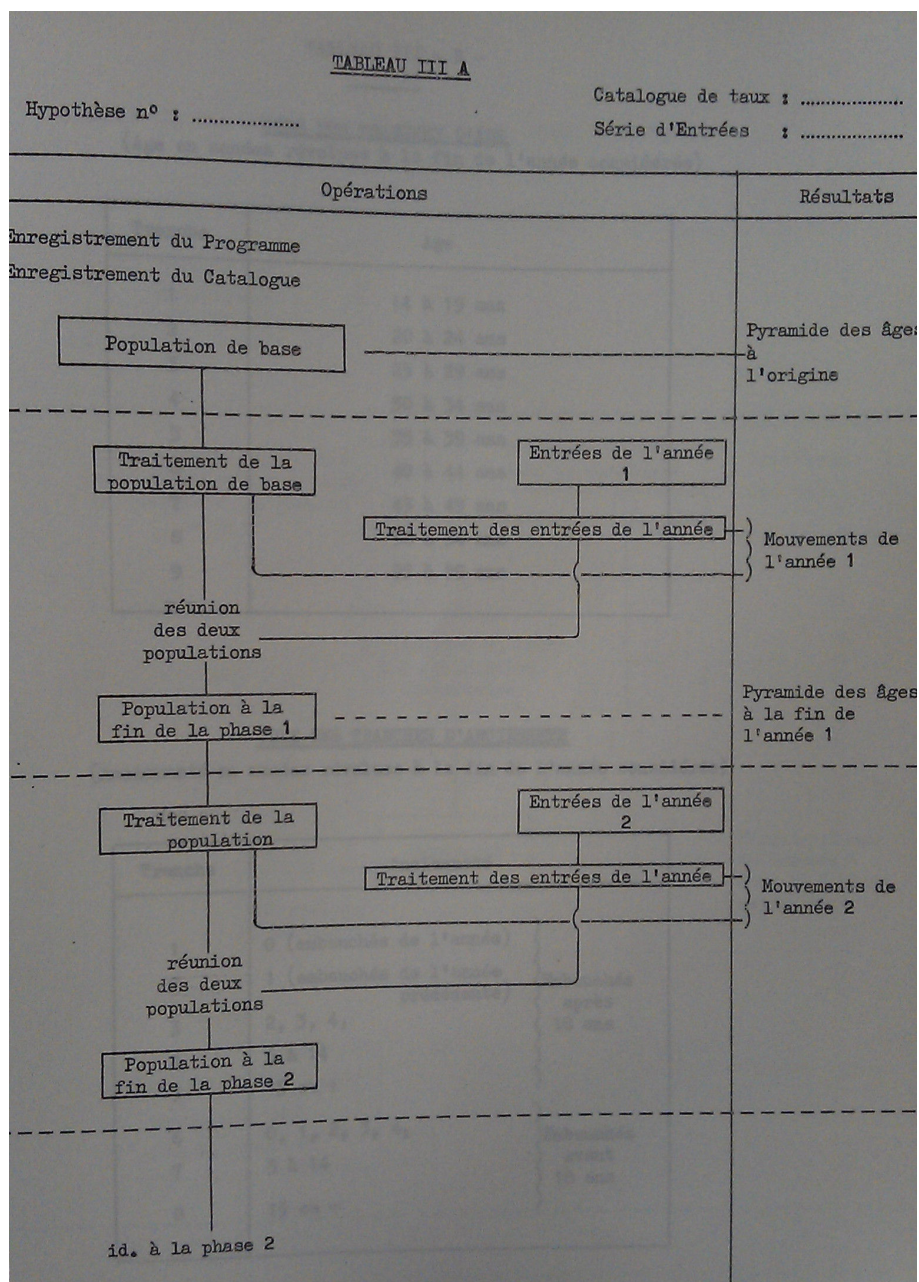 TABLEAU III A
Hypothèse nº : ....................
Catalogue de taux : ...................
Série d'Entrées : ...................
Opérations
Résultats
Enregistrement du Programme
Enregistrement du Catalogue
Population de base
Pyramide des âges
à
l'origine
Traitement de la
population de base
Entrées de l'année
1
Traitement des entrées de l'année
Mouvements de
l'année 1
réunion
des deux
populations
Population à la
fin de la phase 1
Pyramide des âges
à la fin de
l'année 1
Traitement de la
population
Entrées de l'année
2
Traitement des entrées de l'année
Mouvements de
l'année 2
réunion
des deux
populations
Population à la
fin de la phase 2
id. à la phase 2